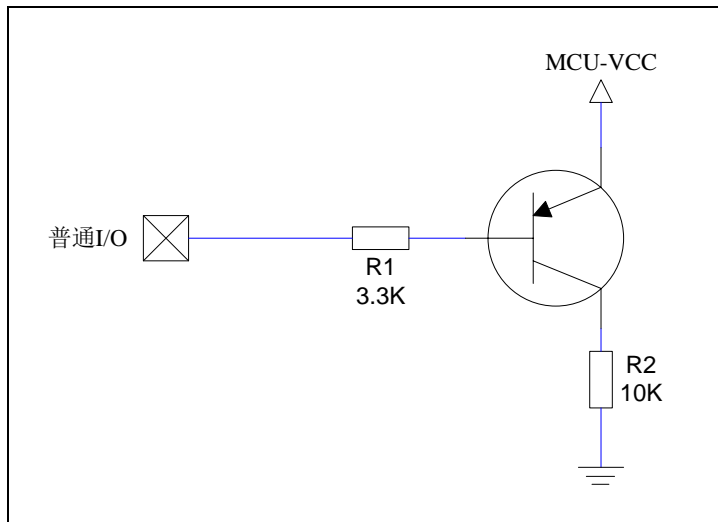 MCU-VCC
普通I/O
R1
3.3K
R2
10K